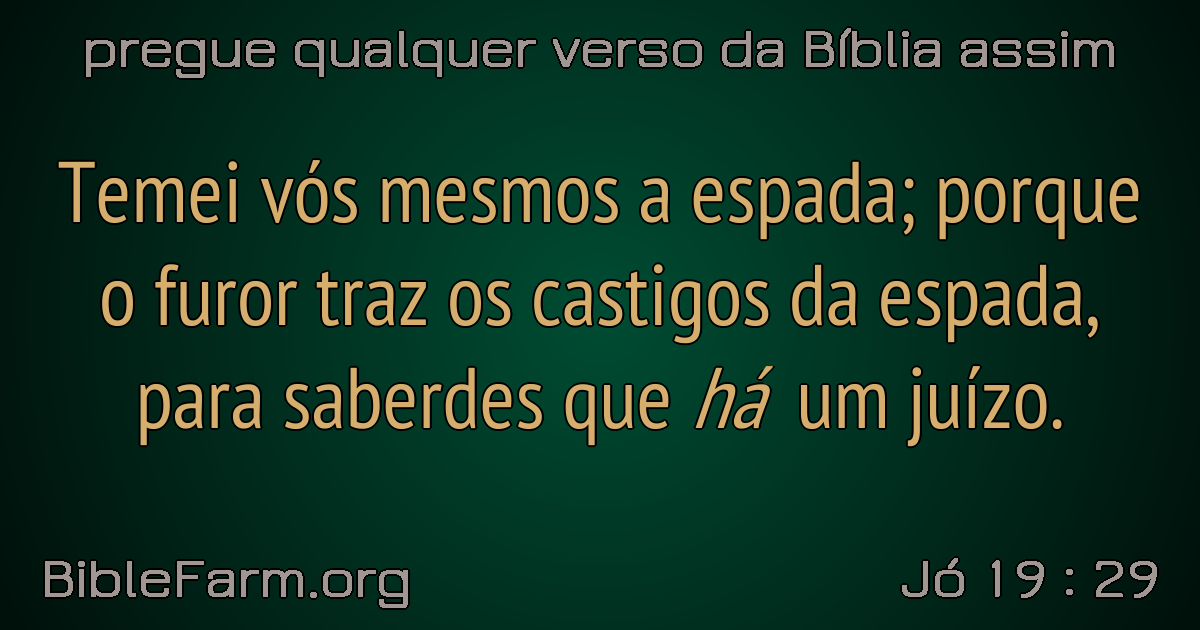 pregue qualquer verso da Bíblia assim
Temei vós mesmos a espada; porque
o furor traz os castigos da espada,
para saberdes que há um juízo.
BibleFarm.org
Jó 19 : 29